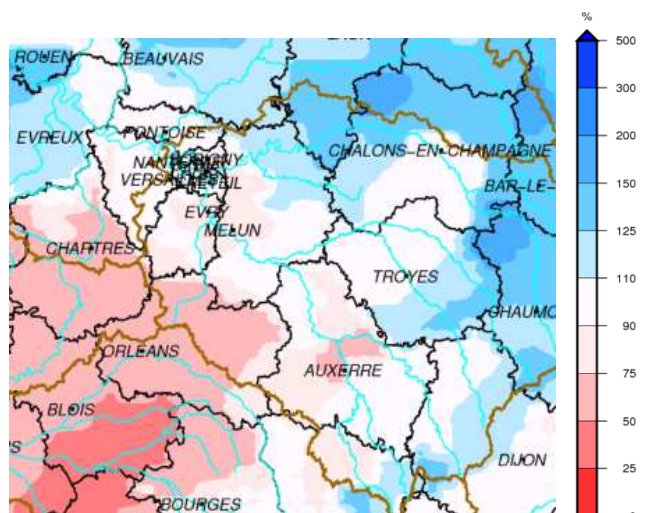 %
500
ROUEN
BEAUVAIS
300
200
EVREUX
PONTOISE
CHALONS-EN-CHAMPAGNE
150
BAR-LE-
EVRY
MELUN
125
CHARTRES
TROYES
110
CHAUMO
90
ORLEANS
AUXERRE
75
BLOIS
50
DIJON
25
BOURGES